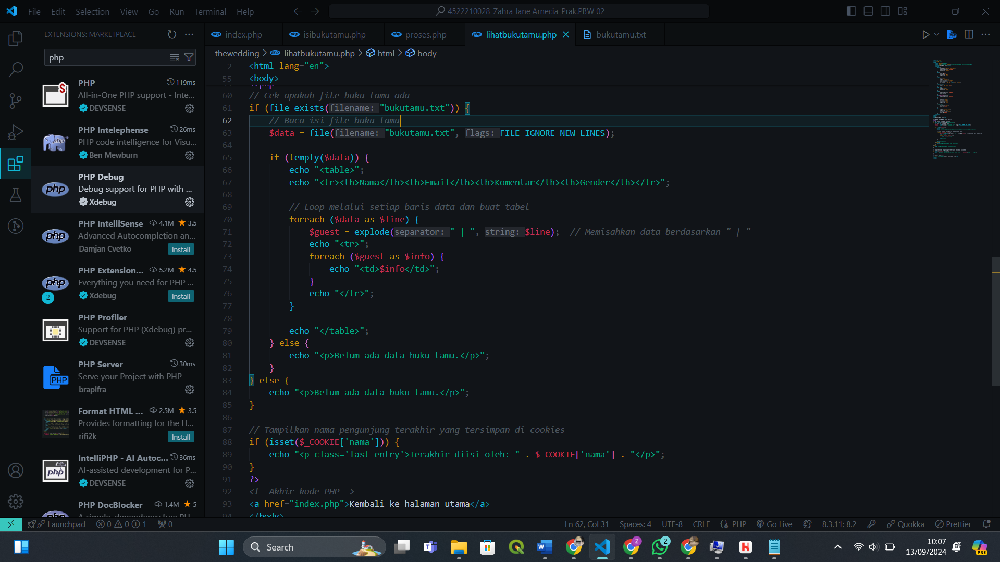 File Edit Selection View Go Run Terminal Help
4522210028_Zahra Jane Arnecia_Prak.PBW 02
EXTENSIONS: MARKETPLACE
php
PHP 119ms
All-in-One PHP support - Inte...
DEVSENSE
PHP Intelephense 26ms
PHP code intelligence for Visu...
Ben Mewburn
PHP Debug
Debug support for PHP with ...
Xdebug
PHP IntelliSense 4.1M 3.5
Advanced Autocompletion an...
Damjan Cvetko Install
PHP Extension... 5.2M 4.5
Everything you need for PHP ...
2 Xdebug Install
PHP Profiler
Support for PHP (Xdebug) pr...
DEVSENSE
PHP Server 30ms
Serve your Project with PHP
brapifra
Format HTML ... 2.5M 3.5
Provides formatting for the H...
rifi2k Install
IntelliPHP - AI Autoc... 36ms
AI-assisted development for P...
DEVSENSE
PHP DocBlocker 1.4M 5
index.php isibukutamu.php proses.php lihatbukutamu.php bukutamu.txt
thewedding > lihatbukutamu.php > html > body
2 <html lang="en">
55 <body>
60 // Cek apakah file buku tamu ada
61 if (file_exists(filename: "bukutamu.txt")) {
62 // Baca isi file buku tamu
63 $data = file(filename: "bukutamu.txt", flags: FILE_IGNORE_NEW_LINES);
64
65 if (!empty($data)) {
66 echo "<table>";
67 echo "<tr><th>Nama</th><th>Email</th><th>Komentar</th><th>Gender</th></tr>";
68
69 // Loop melalui setiap baris data dan buat tabel
70 foreach ($data as $line) {
71 $guest = explode(separator: " | ", string: $line); // Memisahkan data berdasarkan " | "
72 echo "<tr>";
73 foreach ($guest as $info) {
74 echo "<td>$info</td>";
75 }
76 echo "</tr>";
77 }
78
79 echo "</table>";
80 } else {
81 echo "<p>Belum ada data buku tamu.</p>";
82 }
83 } else {
84 echo "<p>Belum ada data buku tamu.</p>";
85 }
86
87 // Tampilkan nama pengunjung terakhir yang tersimpan di cookies
88 if (isset($_COOKIE['nama'])) {
89 echo "<p class='last-entry'>Terakhir diisi oleh: " . $_COOKIE['nama'] . "</p>";
90 }
91 ?>
92 <!--Akhir kode PHP-->
93 <a href="index.php">Kembali ke halaman utama</a>
94 </body>
Launchpad 0 0 1 0 Ln 62, Col 31 Spaces: 4 UTF-8 CRLF PHP Go Live 8.3.11: 8.2 Quokka Prettier
Search 2 10:07
13/09/2024
PRE